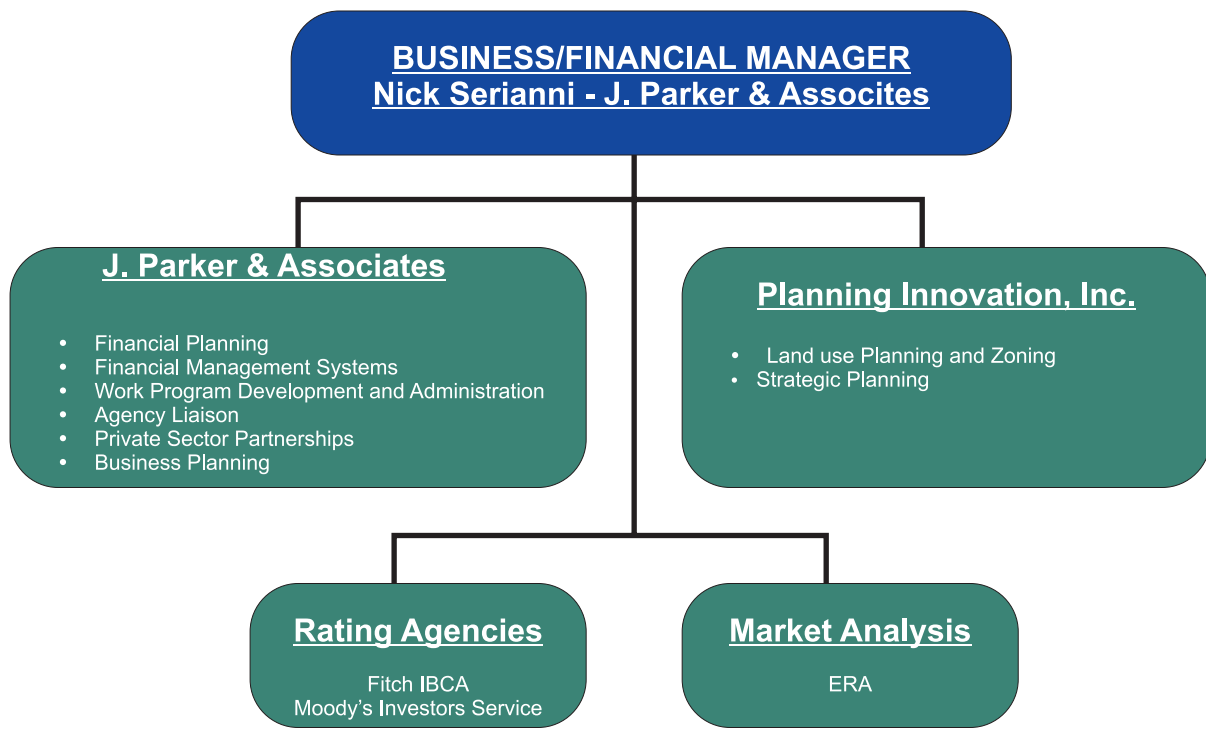 BUSINESS/FINANCIAL MANAGER
Nick Serianni - J. Parker & Assocites
J. Parker & Associates
• Financial Planning
• Financial Management Systems
• Work Program Development and Administration
• Agency Liaison
• Private Sector Partnerships
• Business Planning
Planning Innovation, Inc.
• Land use Planning and Zoning
• Strategic Planning
Rating Agencies
Fitch IBCA
Moody’s Investors Service
Market Analysis
ERA